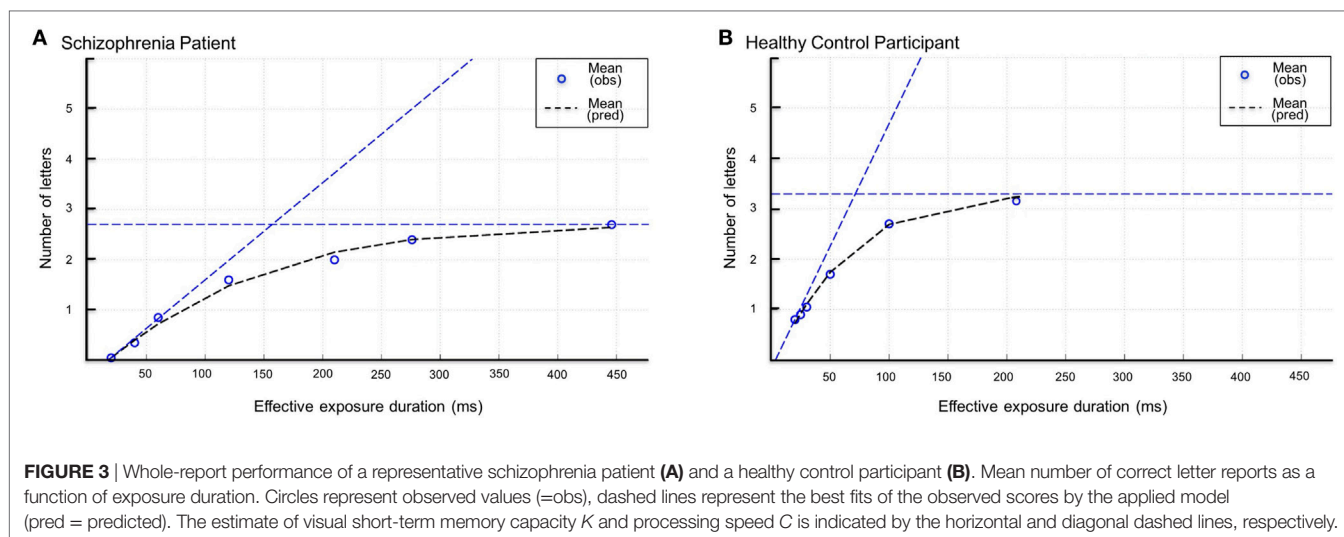 A Schizophrenia Patient
Mean
(obs)
Mean
(pred)
5
4
3
2
1
Number of letters
50 100 150 200 250 300 350 400 450
Effective exposure duration (ms)
B Healthy Control Participant
Mean
(obs)
Mean
(pred)
5
4
3
2
1
Number of letters
50 100 150 200 250 300 350 400 450
Effective exposure duration (ms)
FIGURE 3 | Whole-report performance of a representative schizophrenia patient (A) and a healthy control participant (B). Mean number of correct letter reports as a
function of exposure duration. Circles represent observed values (=obs), dashed lines represent the best fits of the observed scores by the applied model
(pred = predicted). The estimate of visual short-term memory capacity K and processing speed C is indicated by the horizontal and diagonal dashed lines, respectively.